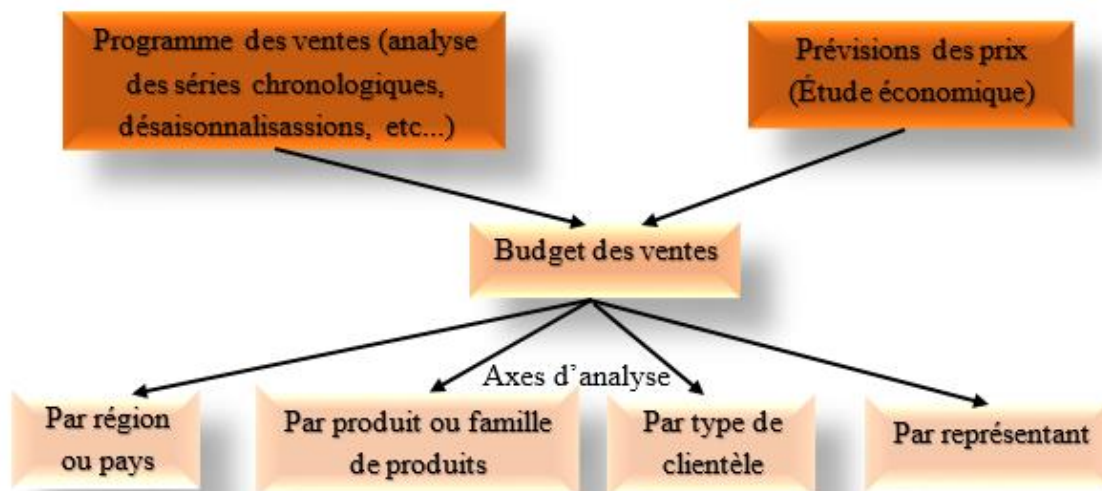 Programme des ventes (analyse
des séries chronologiques,
désaisonnalisassions, etc...)
Prévisions des prix
(Étude économique)
Budget des ventes
Axes d'analyse
Par région
ou pays
Par produit ou famille
de produits
Par type de
clientèle
Par représentant